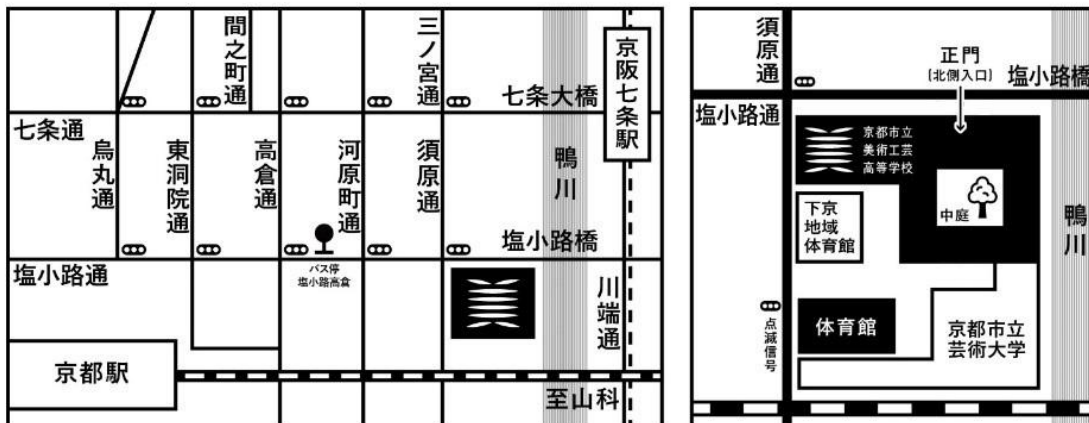 間之町通
三ノ宮通
京阪七条駅
七条大橋
七条通
烏丸通
東洞院通
高倉通
河原町通
須原通
鴨川
塩小路橋
バス停
塩小路高倉
塩小路通
川端通
京都駅
至山科
須原通
正門
(北側入口)
塩小路橋
塩小路通
京都市立
美術工芸
高等学校
中庭
下京
地域
体育館
鴨川
点滅信号
体育館
京都市立
芸術大学